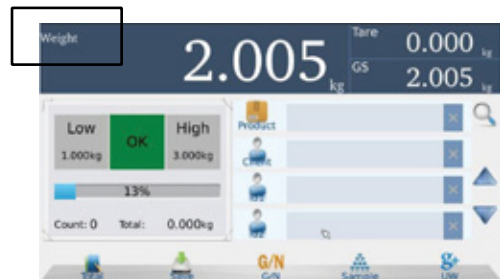 Weight
2.005 kg
Tare 0.000 kg
GS 2.005 kg
Low OK High
1.000kg 3.000kg
13%
Count: 0 Total: 0.000kg
Product
Client
G/N
G/N
Sample